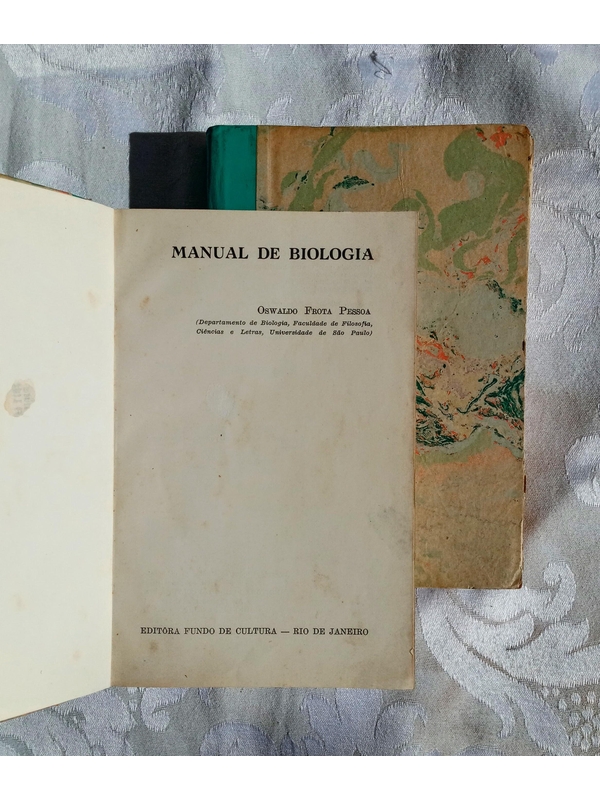 MANUAL DE BIOLOGIA
OSWALDO FROTA PESSOA
(Departamento de Biologia, Faculdade de Filosofia,
Ciências e Letras, Universidade de São Paulo)
EDITÔRA FUNDO DE CULTURA — RIO DE JANEIRO